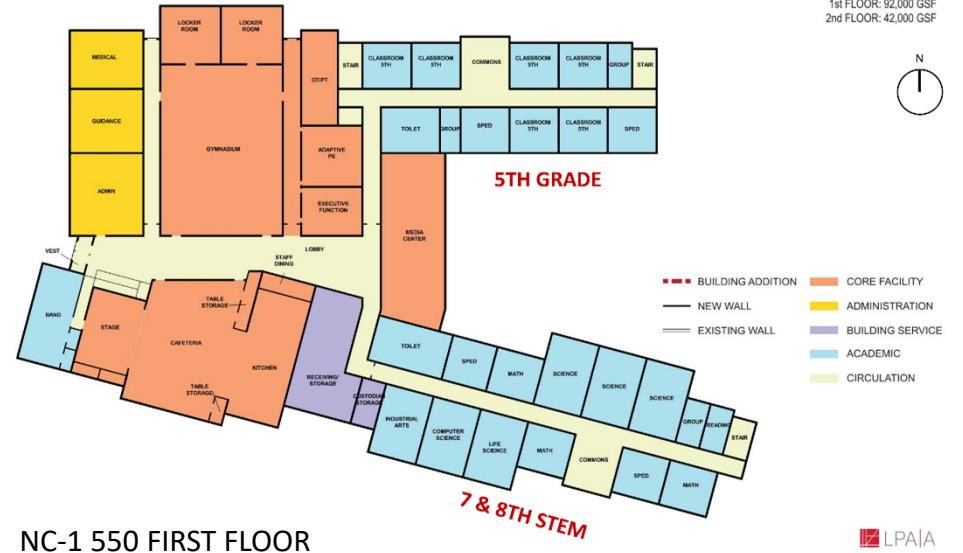 1st FLOOR: 92,000 GSF
2nd FLOOR: 42,000 GSF
N
LOCKER
ROOM
LOCKER
ROOM
MEDICAL
GUIDANCE
ADMIN
GYMNASIUM
OT/PT
ADAPTIVE
PE
EXECUTIVE
FUNCTION
STAIR
CLASSROOM
5TH
CLASSROOM
5TH
COMMONS
CLASSROOM
5TH
CLASSROOM
5TH
GROUP
STAIR
TOILET
GROUP
SPED
CLASSROOM
5TH
CLASSROOM
5TH
SPED
5TH GRADE
MEDIA
CENTER
LOBBY
VEST
STAFF
DINING
BAND
STAGE
TABLE
STORAGE
CAFETERIA
KITCHEN
TABLE
STORAGE
RECEIVING/
STORAGE
CUSTODIAN
STORAGE
TOILET
SPED
MATH
SCIENCE
SCIENCE
SCIENCE
GROUP
READING
STAIR
INDUSTRIAL
ARTS
COMPUTER
SCIENCE
LIFE
SCIENCE
MATH
COMMONS
SPED
MATH
7 & 8TH STEM
BUILDING ADDITION
NEW WALL
EXISTING WALL
CORE FACILITY
ADMINISTRATION
BUILDING SERVICE
ACADEMIC
CIRCULATION
NC-1 550 FIRST FLOOR
LPA|A